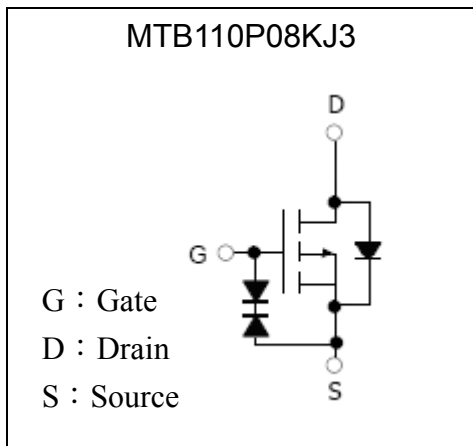 MTB110P08KJ3
D
G
G：Gate
D：Drain
S：Source
S